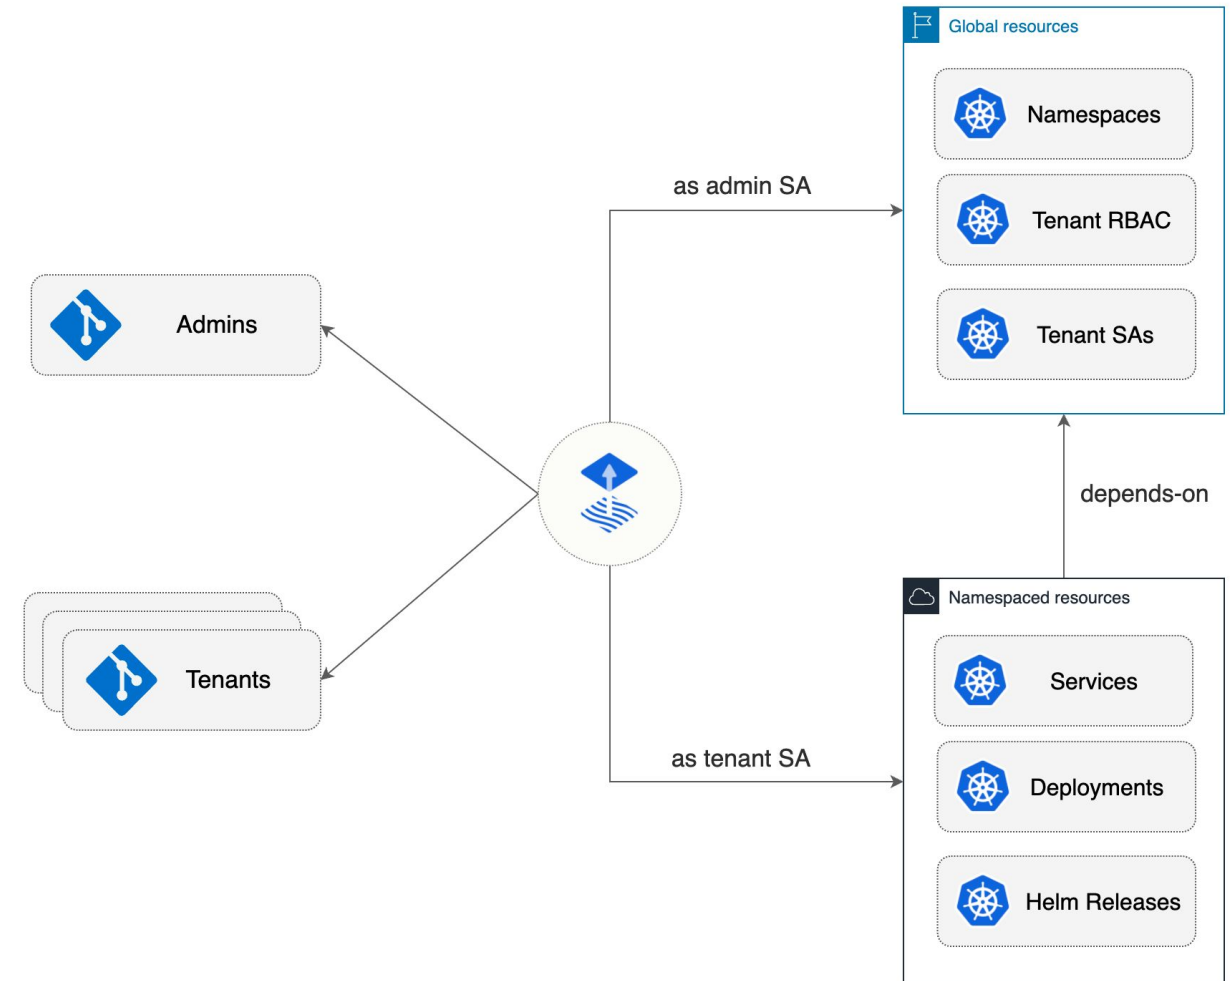 Global resources
Namespaces
as admin SA
Tenant RBAC
Admins
Tenant SAs
depends-on
Namespaced resources
Tenants
Services
as tenant SA
Deployments
Helm Releases